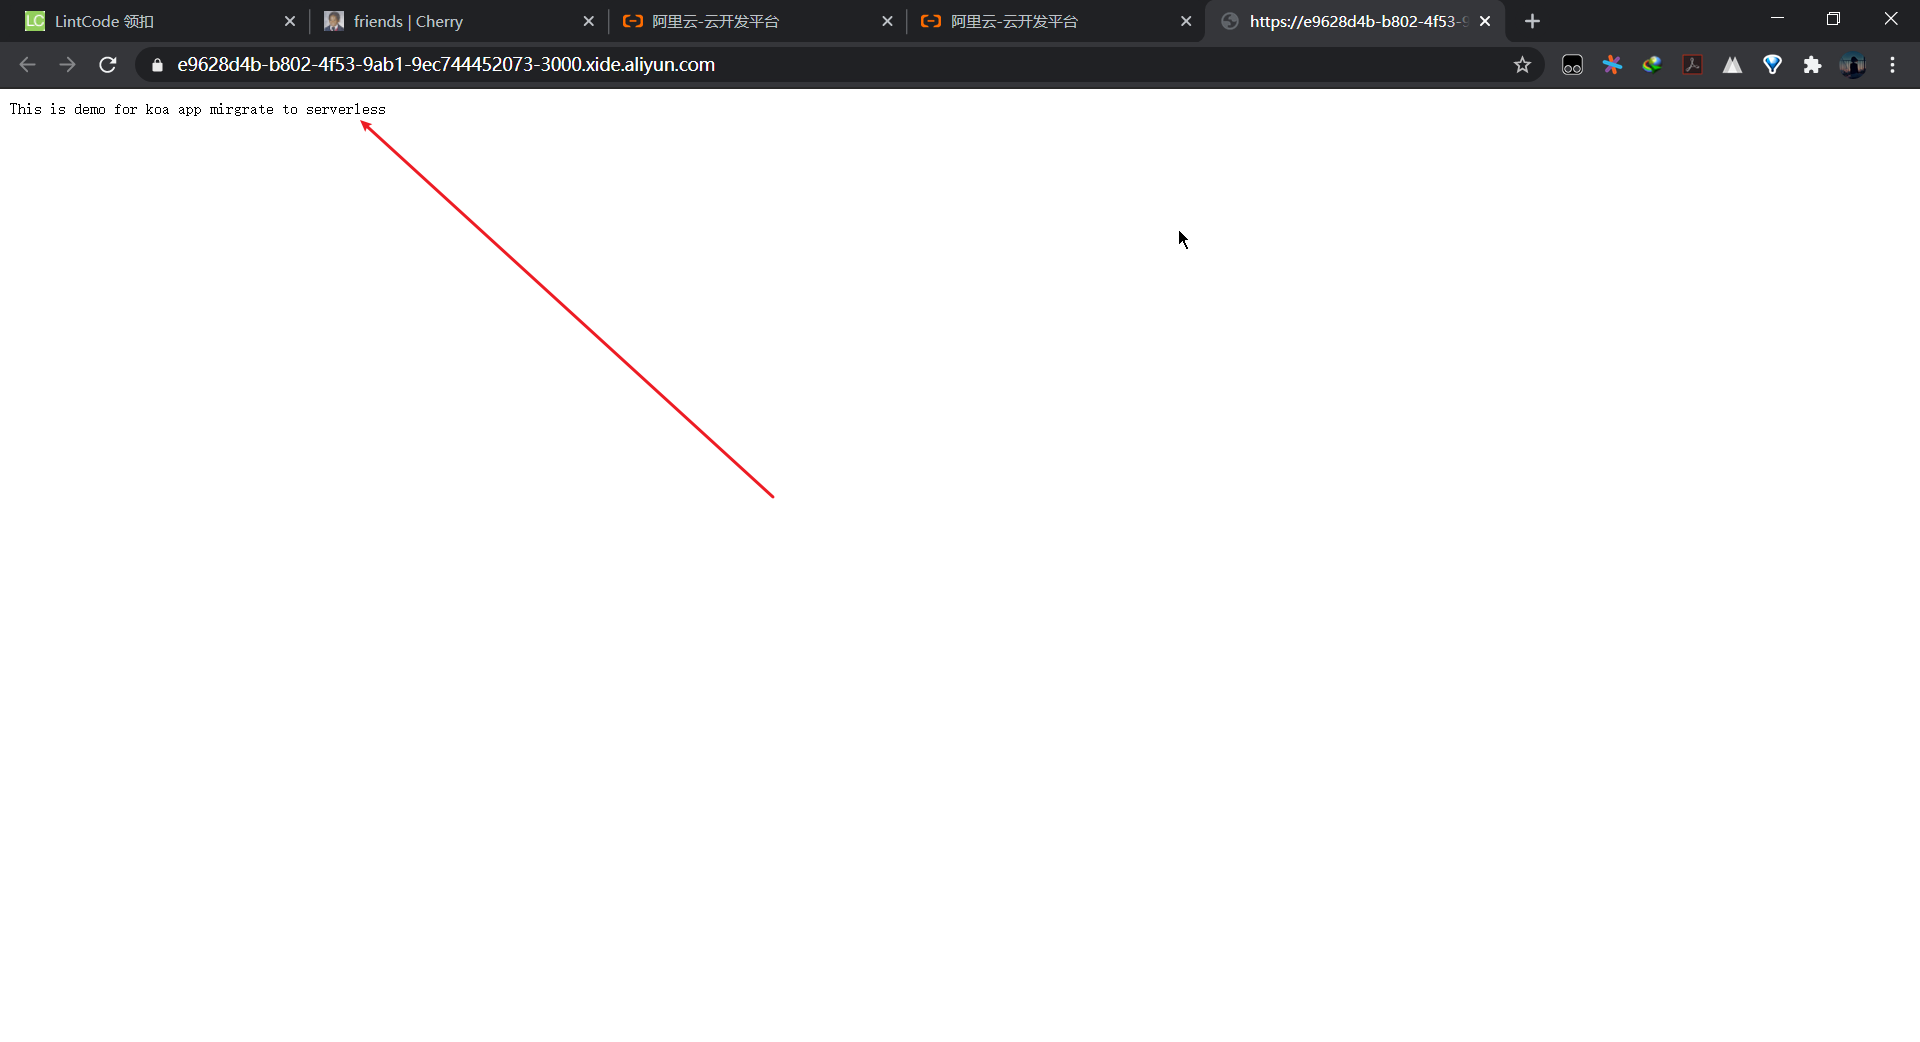 LC LintCode 领扣
friends | Cherry
阿里云-云开发平台
阿里云-云开发平台
https://e9628d4b-b802-4f53-9
e9628d4b-b802-4f53-9ab1-9ec744452073-3000.xide.aliyun.com
This is demo for koa app mirgrate to serverless